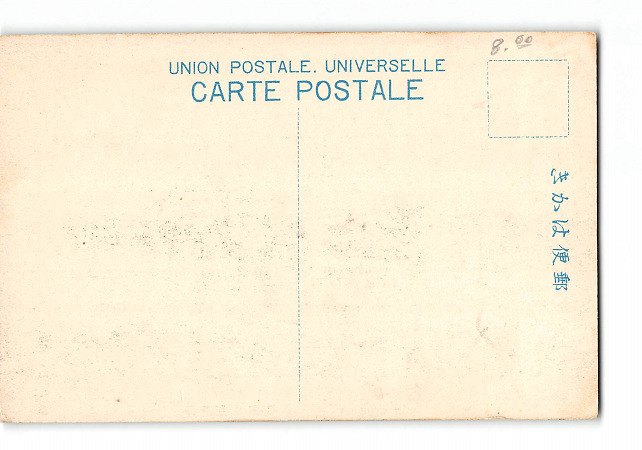 8.00
UNION POSTALE. UNIVERSELLE
CARTE POSTALE
きかは便郵